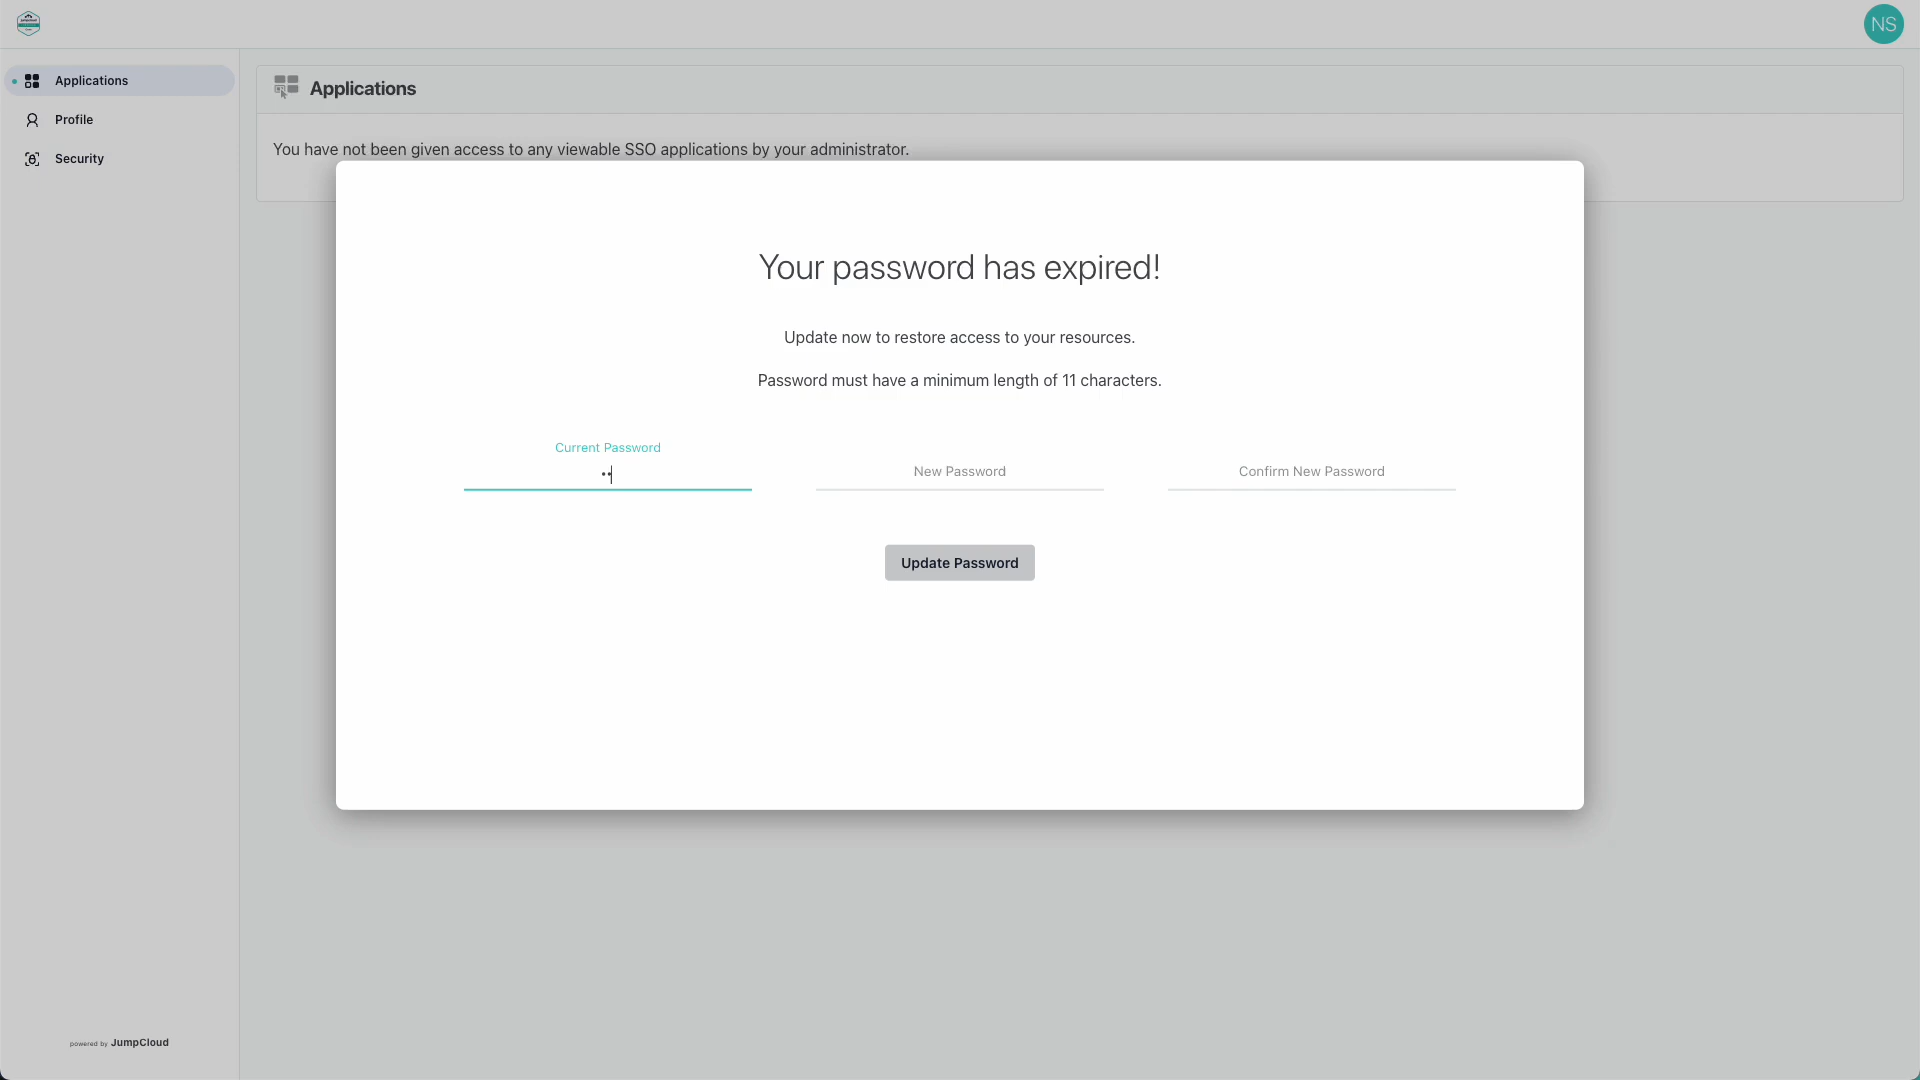 NS
Applications
Profile
Security
Applications
You have not been given access to any viewable SSO applications by your administrator.
Your password has expired!
Update now to restore access to your resources.
Password must have a minimum length of 11 characters.
Current Password
••
New Password
Confirm New Password
Update Password
powered by JumpCloud